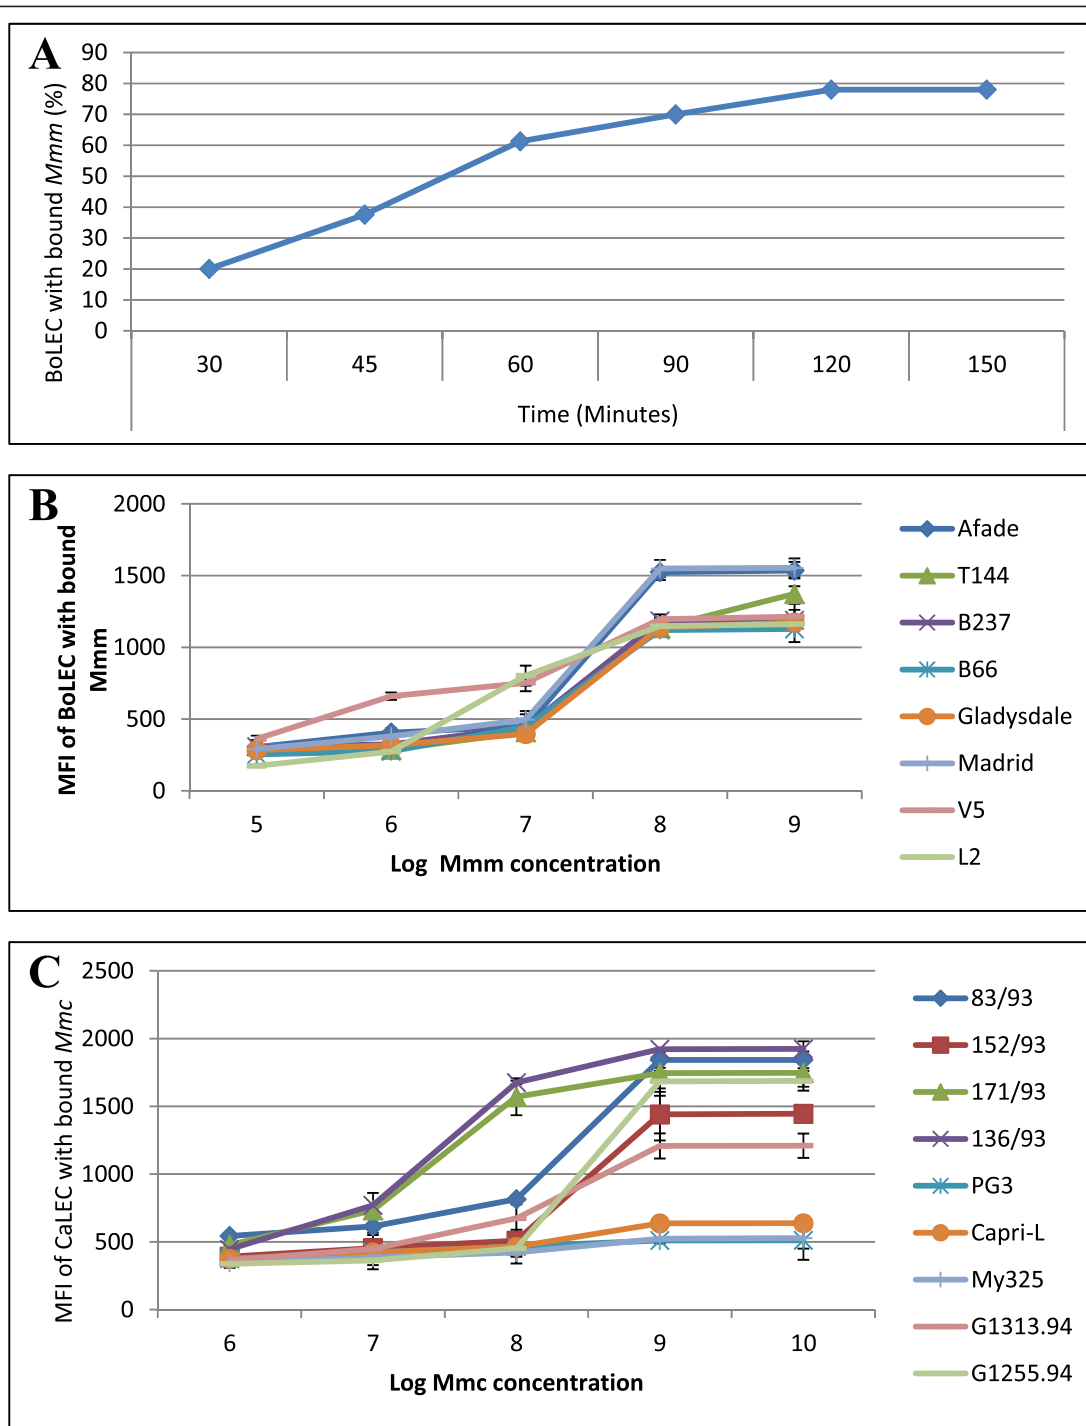 A
BoLEC with bound Mmm (%)
90
80
70
60
50
40
30
20
10
0
30 45 60 90 120 150
Time (Minutes)
B
MFI of BoLEC with bound
Mmm
2000
1500
1000
500
0
5 6 7 8 9
Log Mmm concentration
Afade
T144
B237
B66
Gladysdale
Madrid
V5
L2
C
MFI of CaLEC with bound Mmc
2500
2000
1500
1000
500
0
6 7 8 9 10
Log Mmc concentration
83/93
152/93
171/93
136/93
PG3
Capri-L
My325
G1313.94
G1255.94